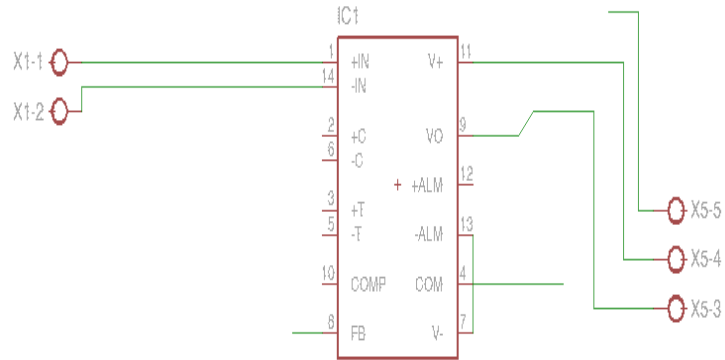 IC1
X1-1
X1-2
1 +IN
14 -IN
2 +C
6 -C
3 +T
5 -T
10 COMP
8 FB
V+ 11
VO 9
+ +ALM 12
-ALM 13
COM 4
V- 7
X5-5
X5-4
X5-3